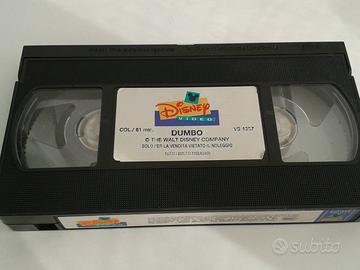 Disney
VIDEO
COL./ 61 min. VS 4257
DUMBO
© THE WALT DISNEY COMPANY
SOLO PER LA VENDITA VIETATO IL NOLEGGIO
TUTTI I DIRITTI RISERVATI
subito